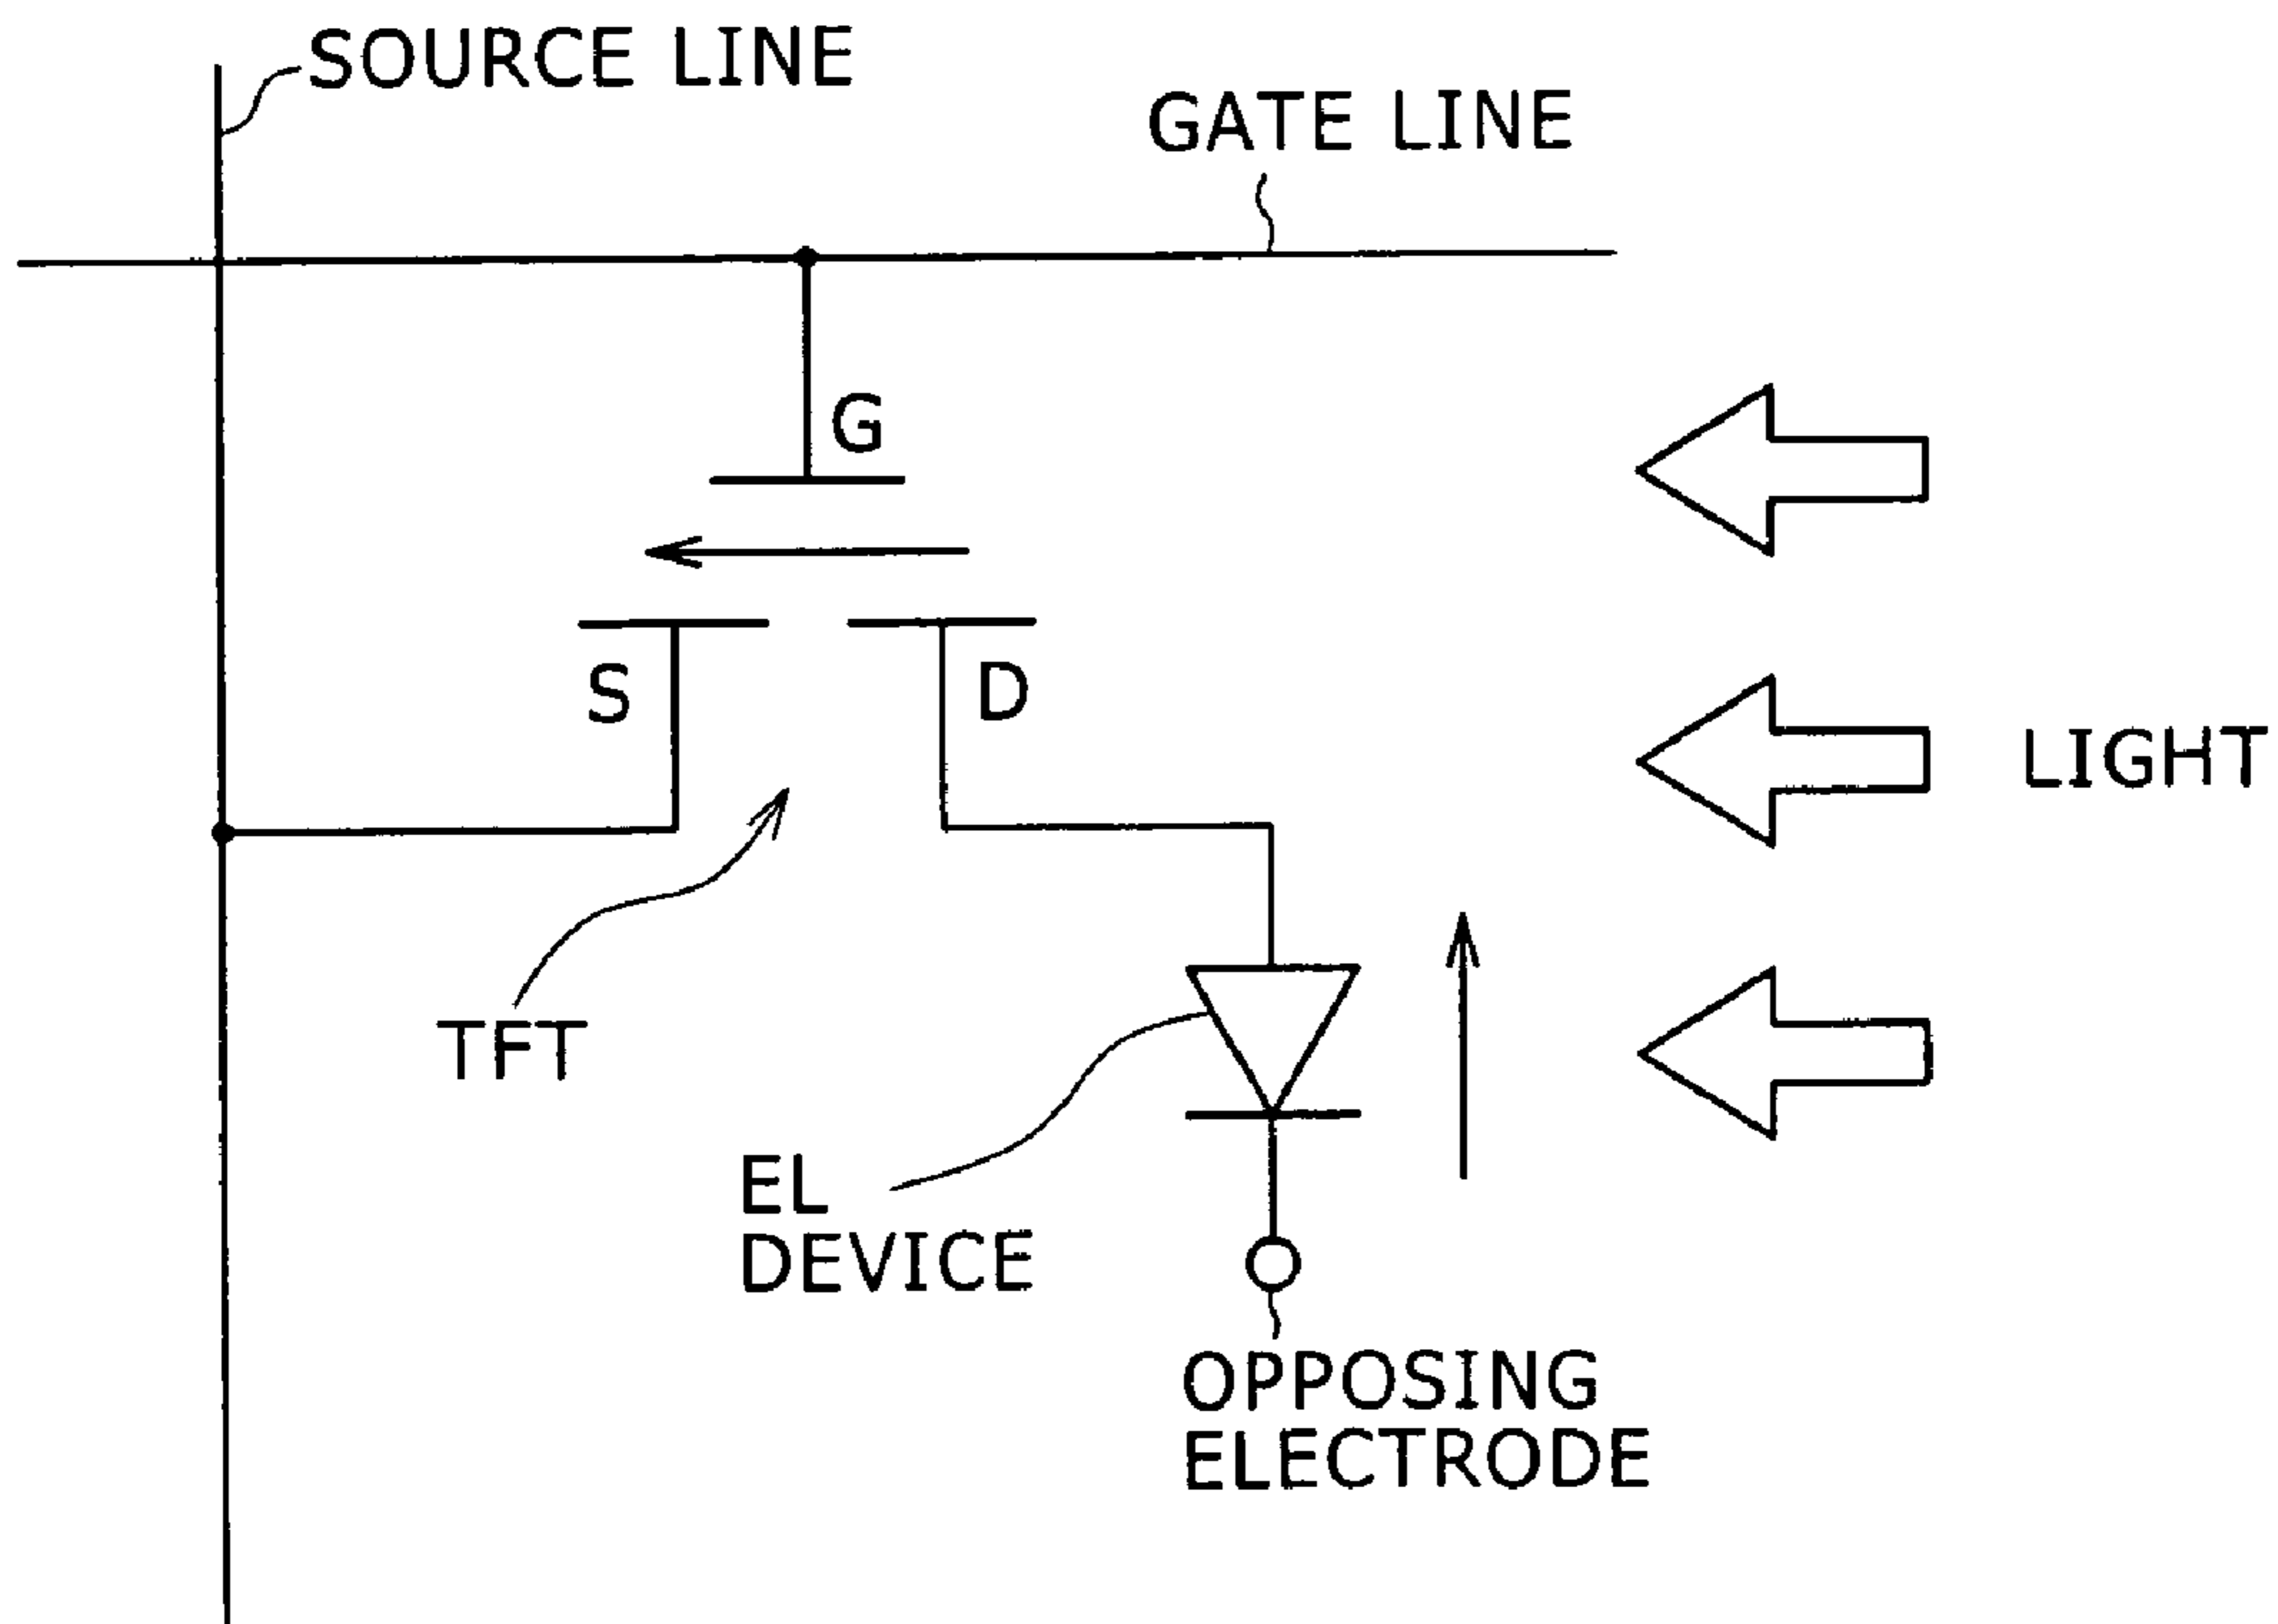 SOURCE LINE
GATE LINE
G
S
D
LIGHT
TFT
EL
DEVICE
OPPOSING
ELECTRODE